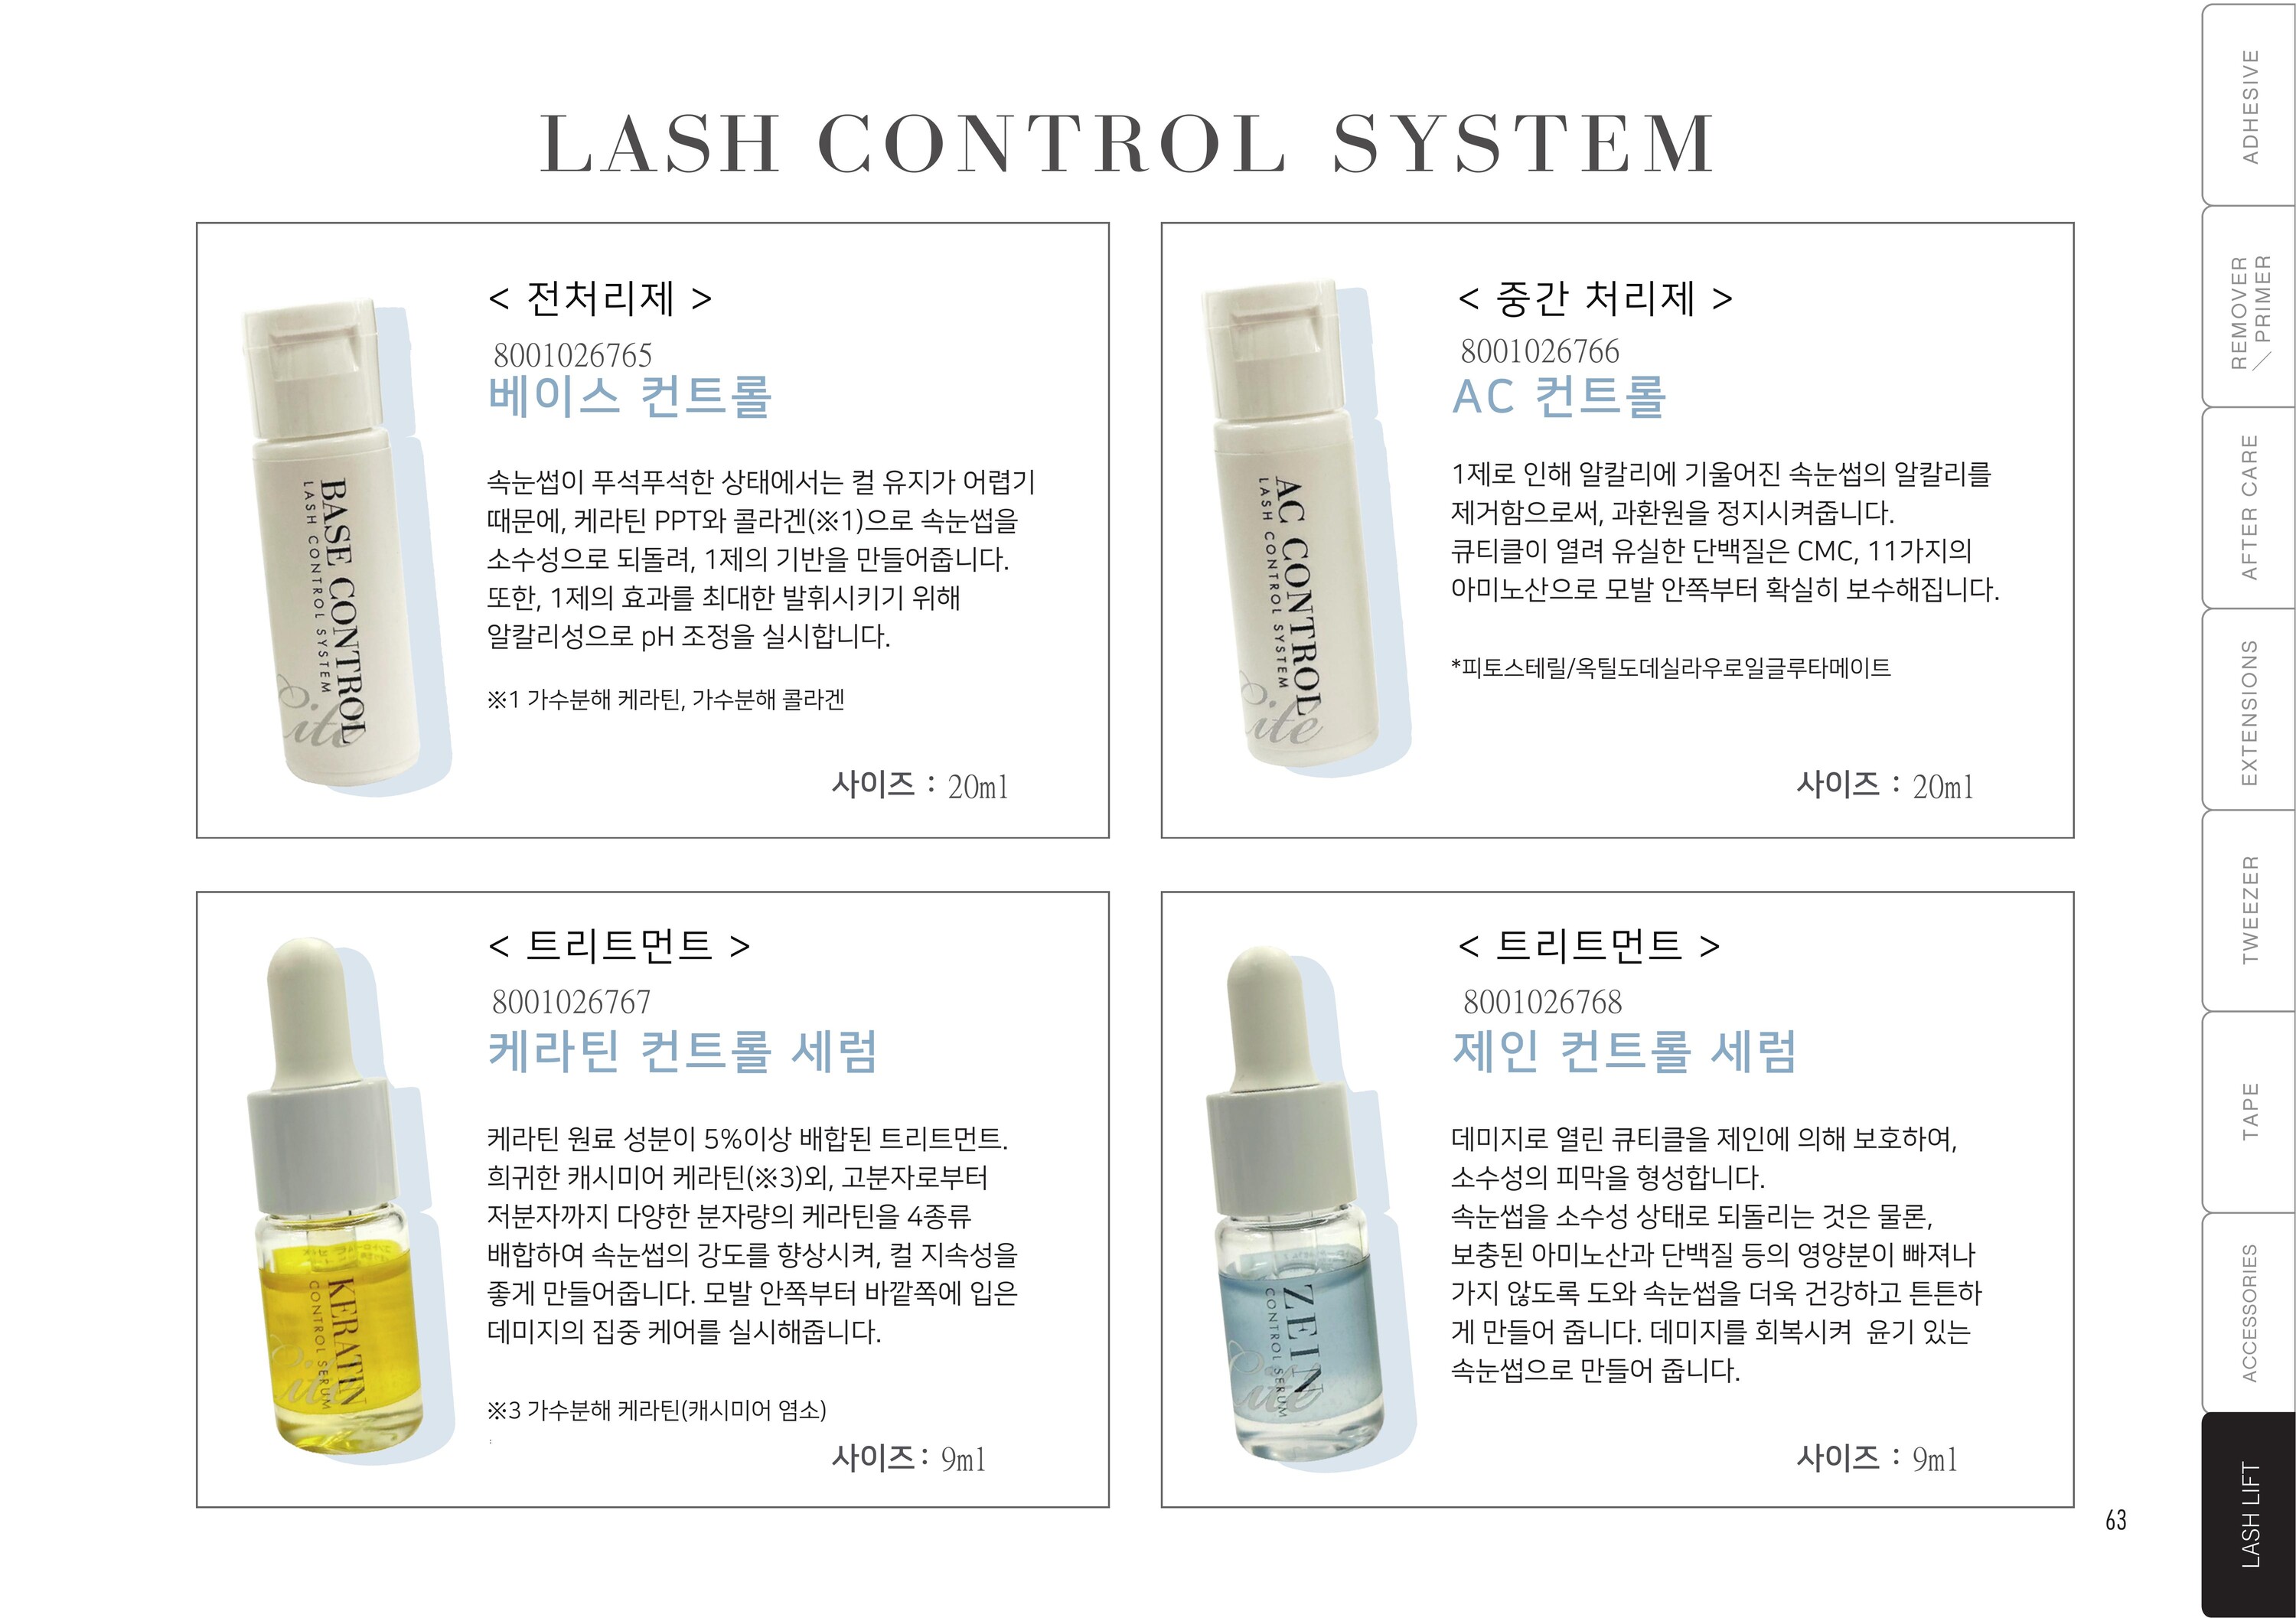 LASH CONTROL SYSTEM
< 전처리제 >
8001026765
베이스 컨트롤
속눈썹이 푸석푸석한 상태에서는 컬 유지가 어렵기
때문에, 케라틴 PPT와 콜라겐(※1)으로 속눈썹을
소수성으로 되돌려, 1제의 기반을 만들어줍니다.
또한, 1제의 효과를 최대한 발휘시키기 위해
알칼리성으로 pH 조정을 실시합니다.
※1 가수분해 케라틴, 가수분해 콜라겐
사이즈 : 20ml
BASE CONTROL
LASH CONTROL SYSTEM
< 중간 처리제 >
8001026766
AC 컨트롤
1제로 인해 알칼리에 기울어진 속눈썹의 알칼리를
제거함으로써, 과환원을 정지시켜줍니다.
큐티클이 열려 유실한 단백질은 CMC, 11가지의
아미노산으로 모발 안쪽부터 확실히 보수해집니다.
*피토스테릴/옥틸도데실라우로일글루타메이트
사이즈 : 20ml
AC CONTROL
LASH CONTROL SYSTEM
< 트리트먼트 >
8001026767
케라틴 컨트롤 세럼
케라틴 원료 성분이 5%이상 배합된 트리트먼트.
희귀한 캐시미어 케라틴(※3)외, 고분자로부터
저분자까지 다양한 분자량의 케라틴을 4종류
배합하여 속눈썹의 강도를 향상시켜, 컬 지속성을
좋게 만들어줍니다. 모발 안쪽부터 바깥쪽에 입은
데미지의 집중 케어를 실시해줍니다.
※3 가수분해 케라틴(캐시미어 염소)
:
사이즈: 9ml
KERATIN
CONTROL SERUM
< 트리트먼트 >
8001026768
제인 컨트롤 세럼
데미지로 열린 큐티클을 제인에 의해 보호하여,
소수성의 피막을 형성합니다.
속눈썹을 소수성 상태로 되돌리는 것은 물론,
보충된 아미노산과 단백질 등의 영양분이 빠져나
가지 않도록 도와 속눈썹을 더욱 건강하고 튼튼하
게 만들어 줍니다. 데미지를 회복시켜 윤기 있는
속눈썹으로 만들어 줍니다.
사이즈 : 9ml
ZEIN
CONTROL SERUM
63
ADHESIVE
REMOVER
/ PRIMER
AFTER CARE
EXTENSIONS
TWEEZER
TAPE
ACCESSORIES
LASH LIFT